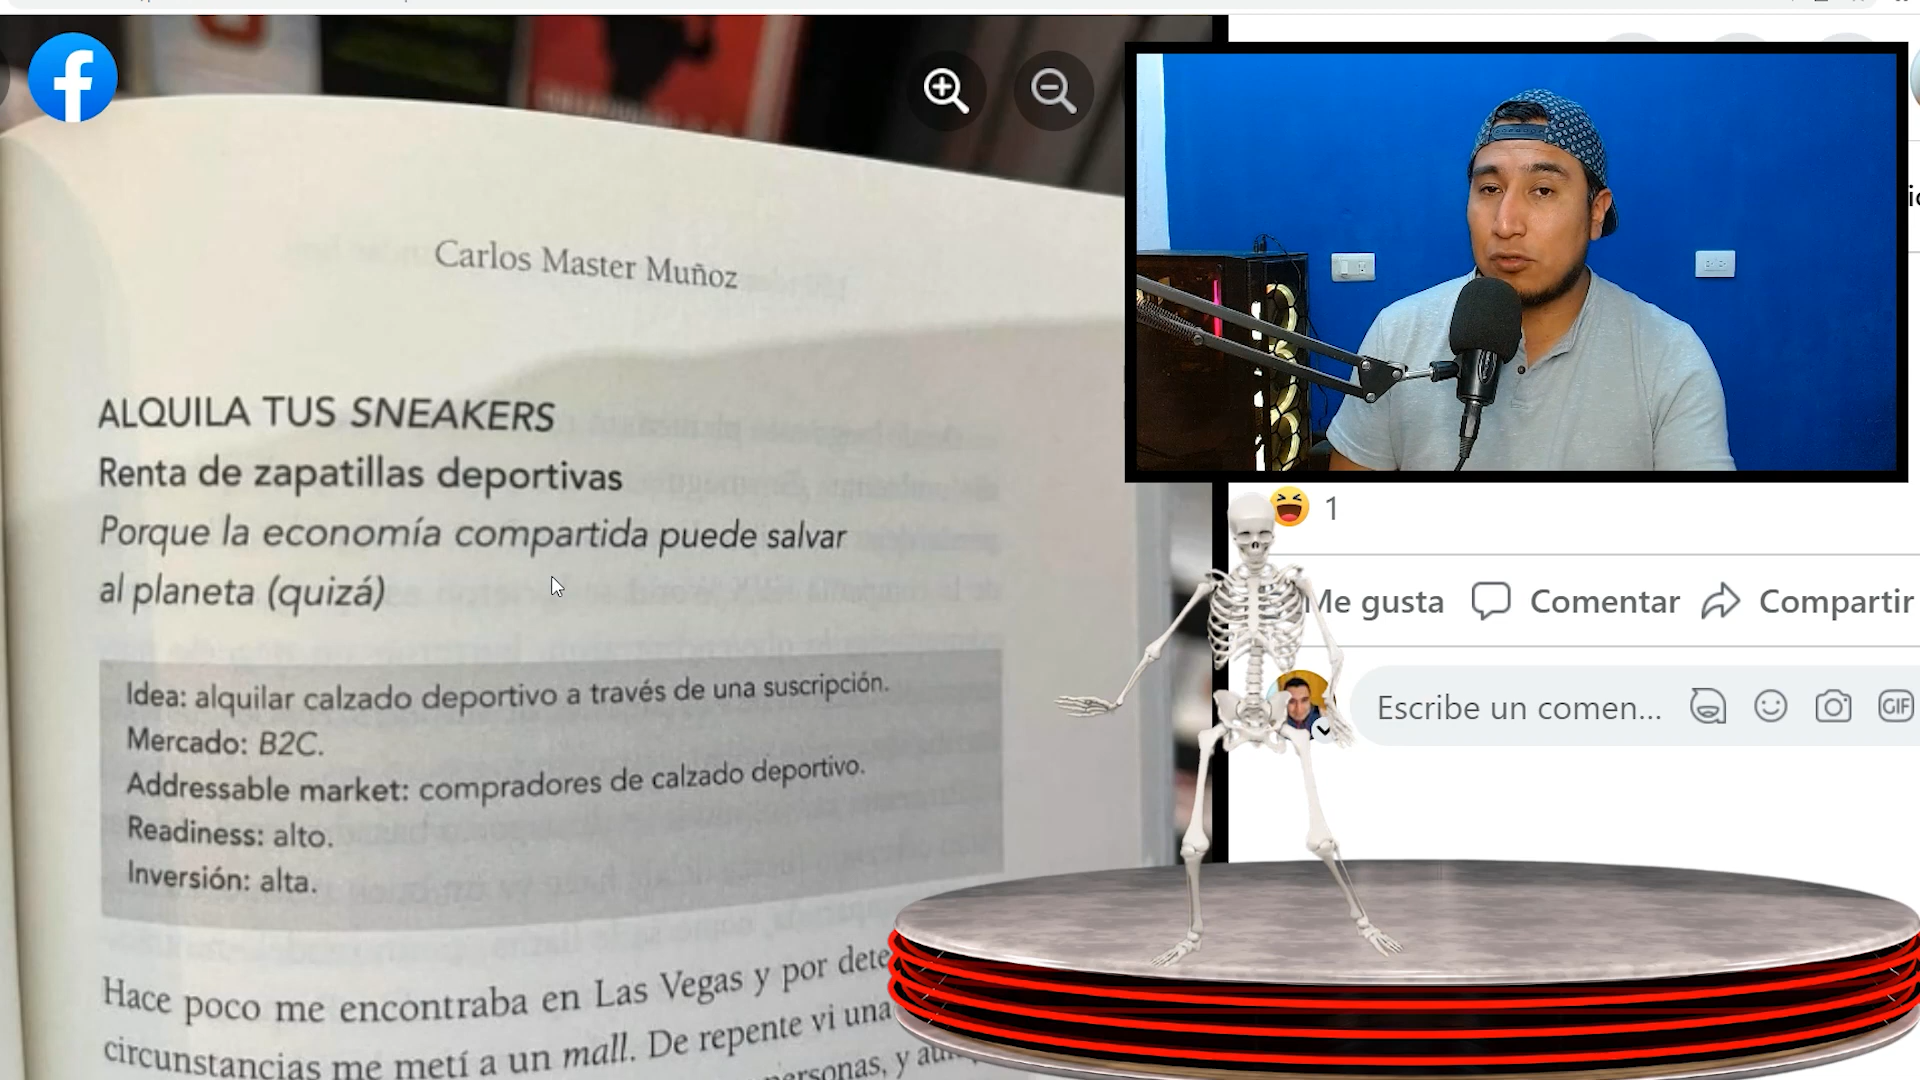 Carlos Master Muñoz
ALQUILA TUS SNEAKERS
Renta de zapatillas deportivas
Porque la economía compartida puede salvar
al planeta (quizá)
Idea: alquilar calzado deportivo a través de una suscripción.
Mercado: B2C.
Addressable market: compradores de calzado deportivo.
Readiness: alto.
Inversión: alta.
Hace poco me encontraba en Las Vegas y por
circunstancias me metí a un mall. De repente vi una
y
1
Me gusta
Comentar
Compartir
Escribe un comen...
GIF